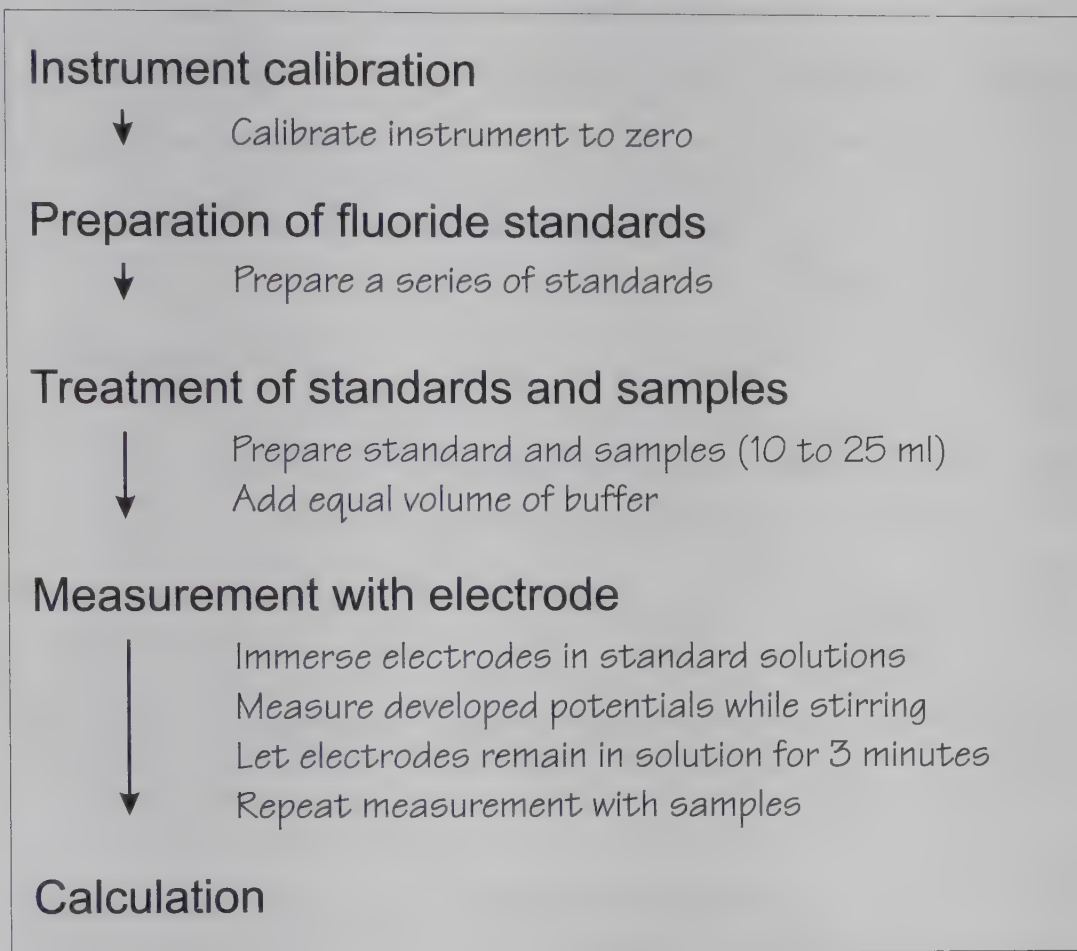 Instrument calibration
Calibrate instrument to zero
Preparation of fluoride standards
Prepare a series of standards
Treatment of standards and samples
Prepare standard and samples (10 to 25 ml)
Add equal volume of buffer
Measurement with electrode
Immerse electrodes in standard solutions
Measure developed potentials while stirring
Let electrodes remain in solution for 3 minutes
Repeat measurement with samples
Calculation